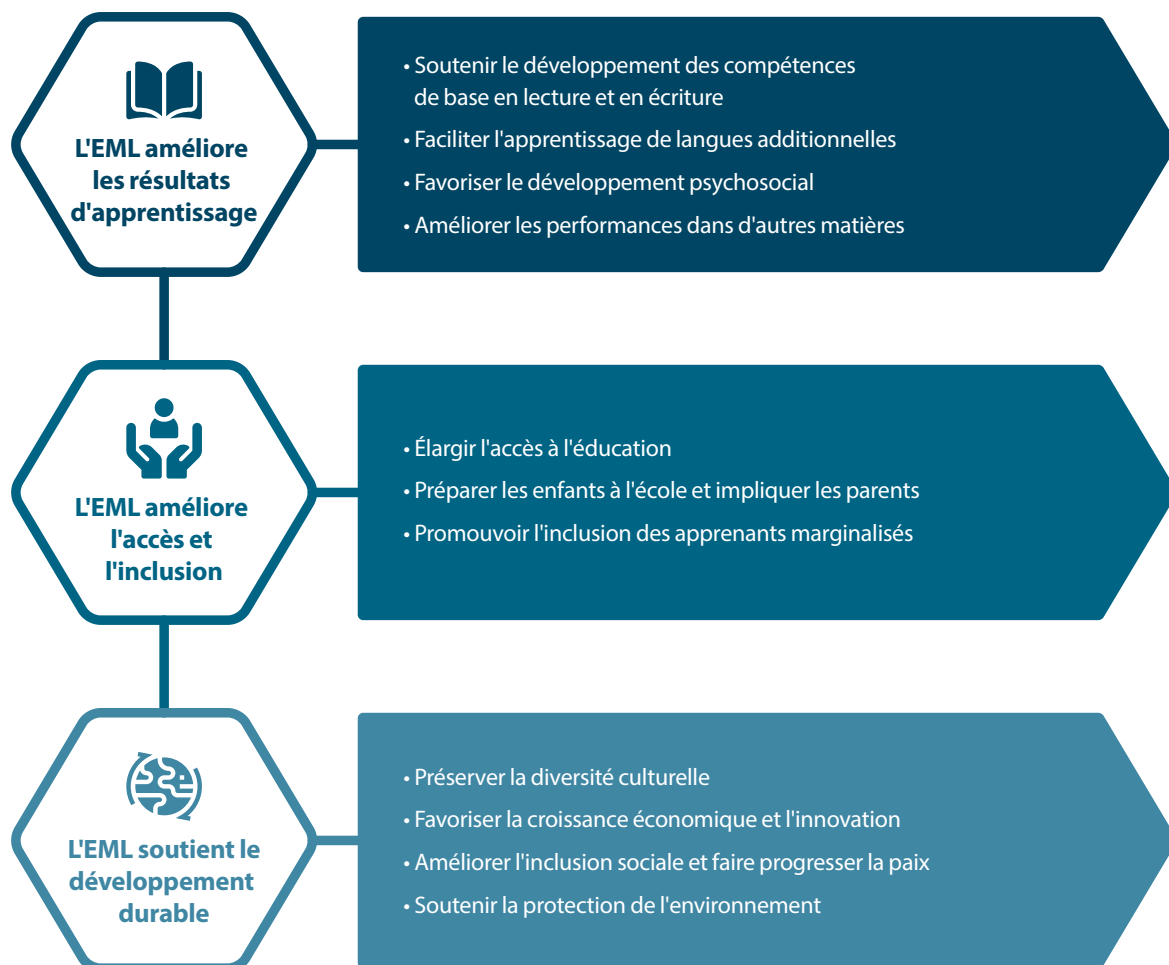 L'EML améliore
les résultats
d'apprentissage
• Soutenir le développement des compétences
de base en lecture et en écriture
• Faciliter l'apprentissage de langues additionnelles
• Favoriser le développement psychosocial
• Améliorer les performances dans d'autres matières
L'EML améliore
l'accès et
l'inclusion
• Élargir l'accès à l'éducation
• Préparer les enfants à l'école et impliquer les parents
• Promouvoir l'inclusion des apprenants marginalisés
L'EML soutient le
développement
durable
• Préserver la diversité culturelle
• Favoriser la croissance économique et l'innovation
• Améliorer l'inclusion sociale et faire progresser la paix
• Soutenir la protection de l'environnement